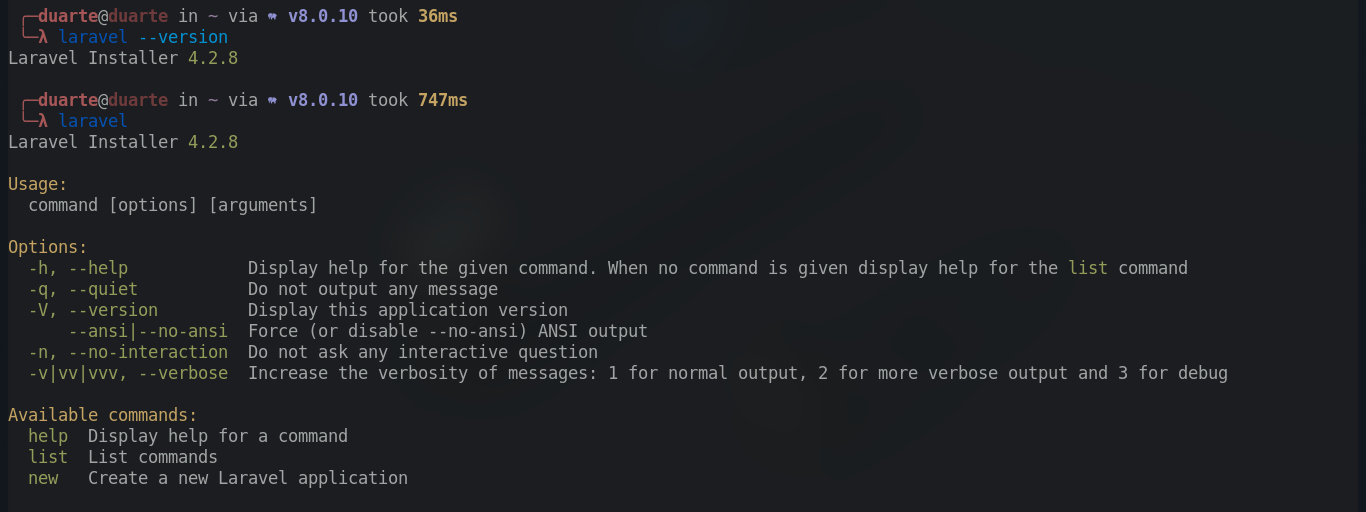 ╭─duarte@duarte in ~ via 🐘 v8.0.10 took 36ms
╰─λ laravel --version
Laravel Installer 4.2.8
╭─duarte@duarte in ~ via 🐘 v8.0.10 took 747ms
╰─λ laravel
Laravel Installer 4.2.8
Usage:
  command [options] [arguments]
Options:
  -h, --help            Display help for the given command. When no command is given display help for the list command
  -q, --quiet           Do not output any message
  -V, --version         Display this application version
      --ansi|--no-ansi  Force (or disable --no-ansi) ANSI output
  -n, --no-interaction  Do not ask any interactive question
  -v|vv|vvv, --verbose  Increase the verbosity of messages: 1 for normal output, 2 for more verbose output and 3 for debug
Available commands:
  help  Display help for a command
  list  List commands
  new   Create a new Laravel application